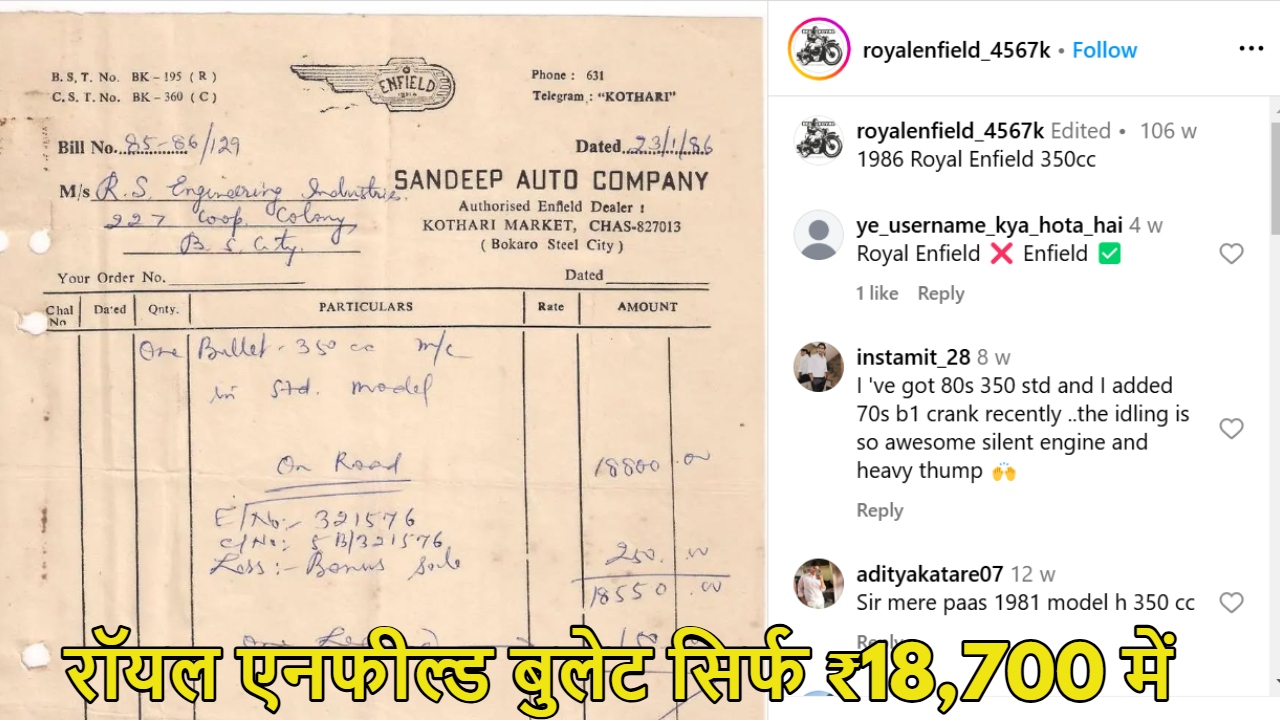 B. S. T. No. BK - 195 ( R )
C. S. T. No. BK - 360 ( C )
ENFIELD
INDIA
Phone : 631
Telegram : "KOTHARI"
Bill No. 85-86/129
Dated 23/1/86
M/s R.S. Engineering Industries.
227 Coop. Colony,
B. S. City.
SANDEEP AUTO COMPANY
Authorised Enfield Dealer :
KOTHARI MARKET, CHAS-827013
( Bokaro Steel City )
Your Order No.
Dated
Chal No
Dated
Qnty.
PARTICULARS
Rate
AMOUNT
One Bullet - 350 cc m/c
in Std. model
On Road 18800.00
E/No:- 321576
C/No:- 5B/321576
Less :- Bonus sale 250.00
18550.00
रॉयल एनफील्ड बुलेट सिर्फ ₹18,700 में
royalenfield_4567k • Follow
royalenfield_4567k Edited • 106 w
1986 Royal Enfield 350cc
ye_username_kya_hota_hai 4 w
Royal Enfield ❌ Enfield ✅
1 like Reply
instamit_28 8 w
I 've got 80s 350 std and I added
70s b1 crank recently ..the idling is
so awesome silent engine and
heavy thump 🙌
Reply
adityakatare07 12 w
Sir mere paas 1981 model h 350 cc
Reply